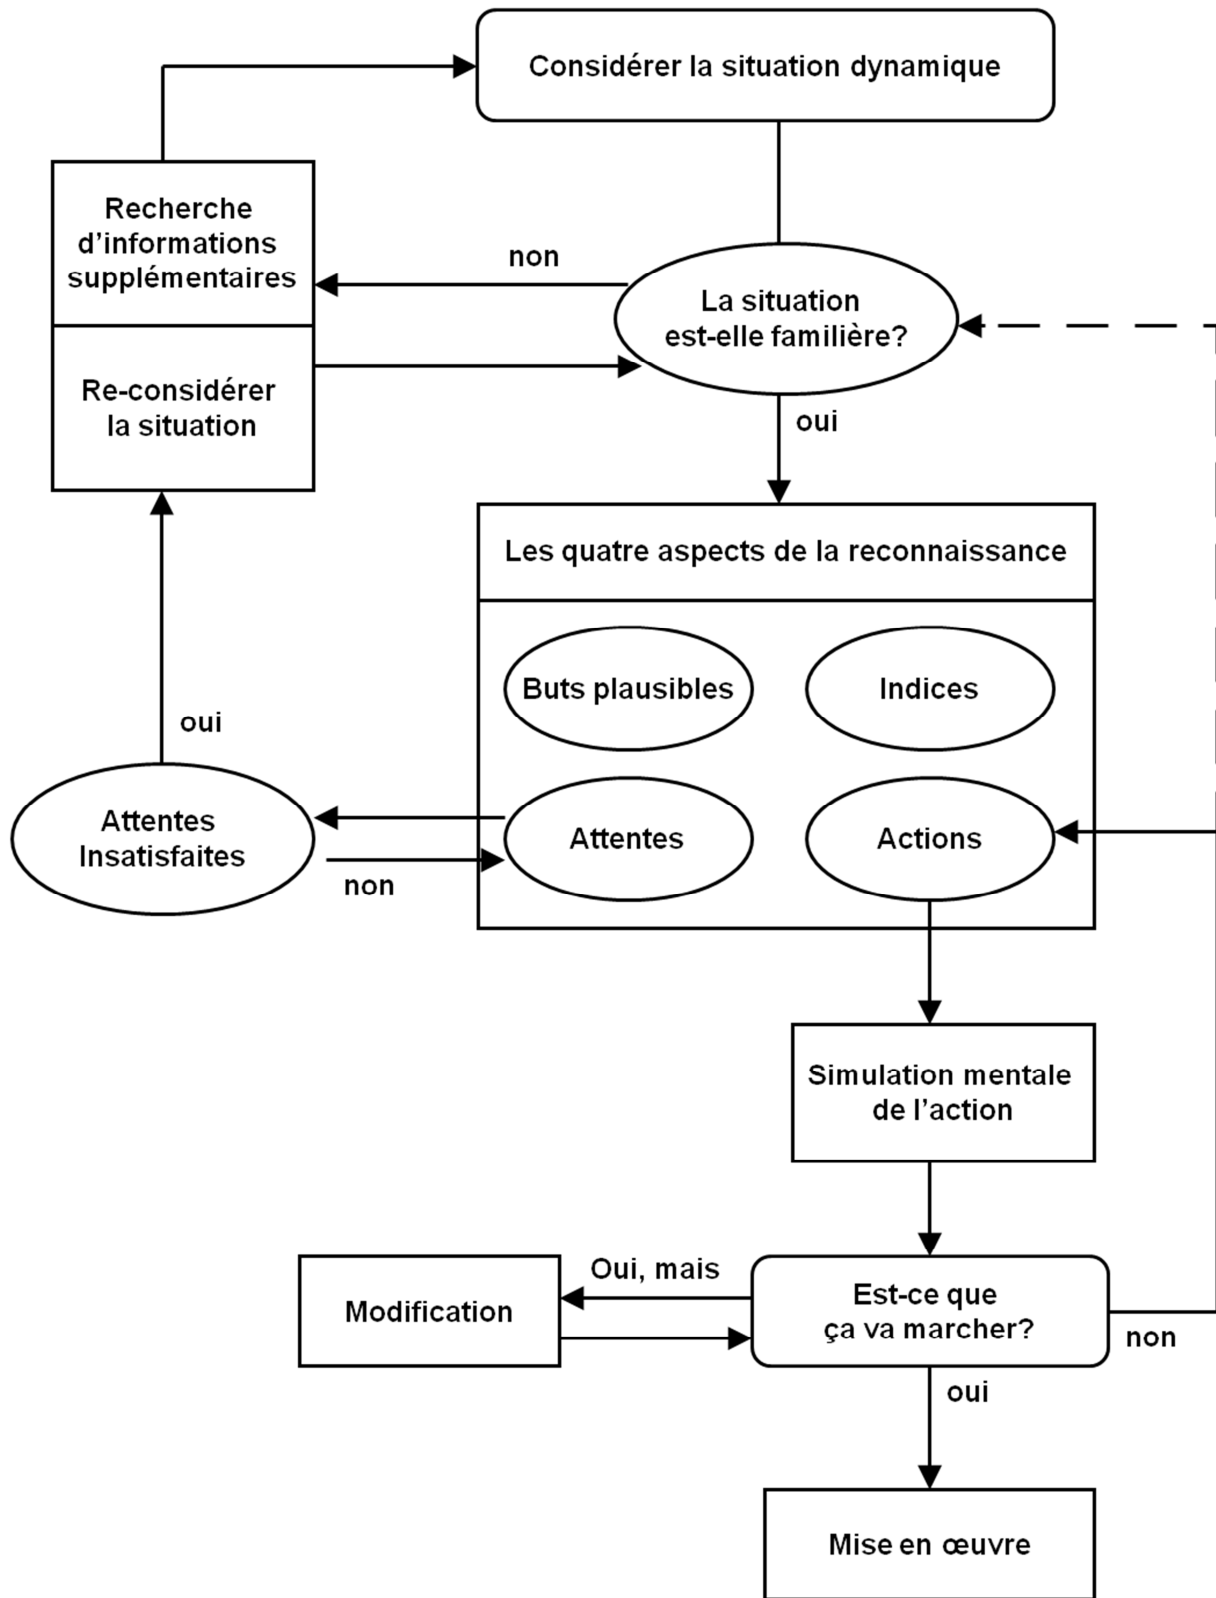 Considérer la situation dynamique
Recherche
d'informations
supplémentaires
non
La situation
est-elle familière?
Re-considérer
la situation
oui
Les quatre aspects de la reconnaissance
Buts plausibles
Indices
oui
Attentes
Insatisfaites
Attentes
Actions
non
Simulation mentale
de l'action
Oui, mais
Modification
Est-ce que
ça va marcher?
non
oui
Mise en œuvre